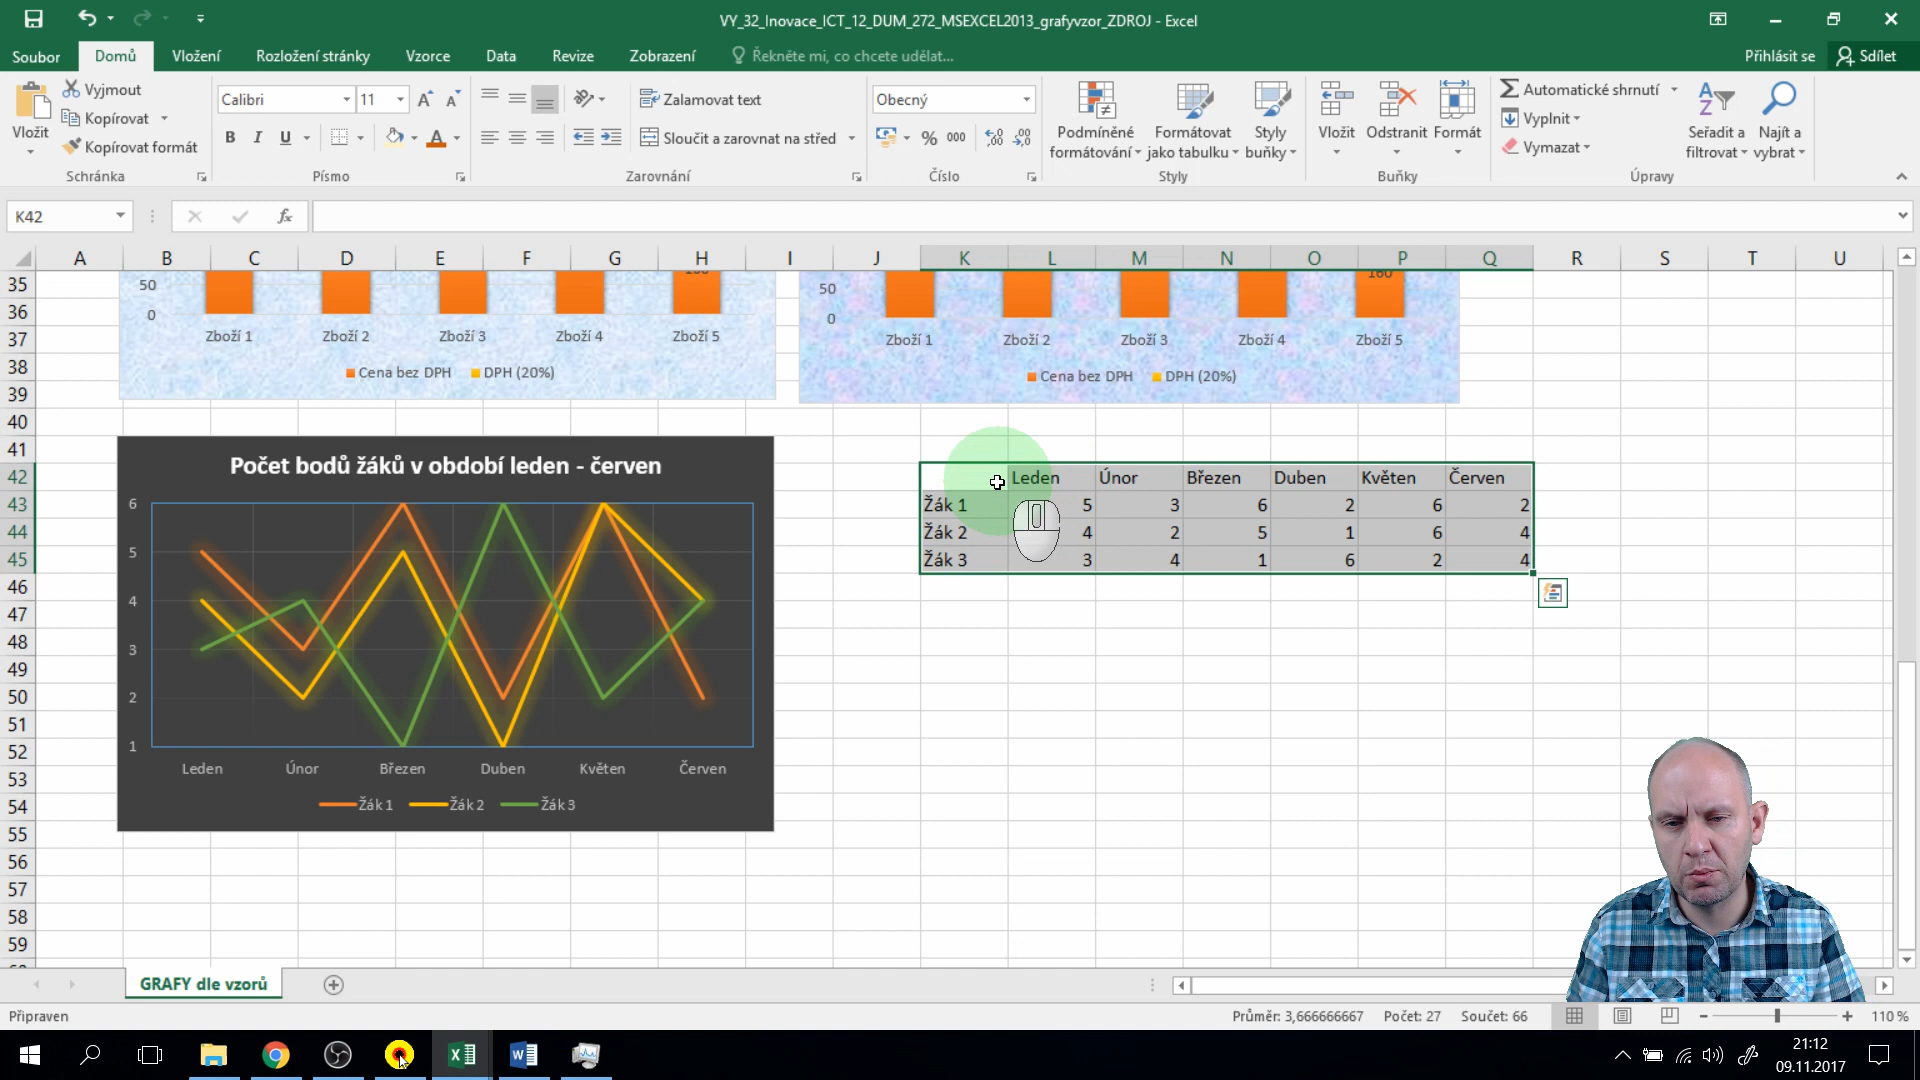 VY_32_Inovace_ICT_12_DUM_272_MSEXCEL2013_grafyvzor_ZDROJ - Excel
Soubor Domů Vložení Rozložení stránky Vzorce Data Revize Zobrazení Řekněte mi, co chcete udělat... Přihlásit se Sdílet
Vložit
Vyjmout
Kopírovat
Kopírovat formát
Schránka
Calibri 11
B I U
Písmo
Zalamovat text
Sloučit a zarovnat na střed
Zarovnání
Obecný
% 000
Číslo
Podmíněné formátování
Formátovat jako tabulku
Styly buňky
Styly
Vložit Odstranit Formát
Buňky
Automatické shrnutí
Vyplnit
Vymazat
Seřadit a filtrovat
Najít a vybrat
Úpravy
K42
fx
A B C D E F G H I J K L M N O P Q R S T U
35
36
37
38
39
40
41
42
43
44
45
46
47
48
49
50
51
52
53
54
55
56
57
58
59
50
0
Zboží 1 Zboží 2 Zboží 3 Zboží 4 Zboží 5
Cena bez DPH DPH (20%)
160
50
0
Zboží 1 Zboží 2 Zboží 3 Zboží 4 Zboží 5
Cena bez DPH DPH (20%)
Počet bodů žáků v období leden - červen
6
5
4
3
2
1
Leden Únor Březen Duben Květen Červen
Žák 1 Žák 2 Žák 3
Leden Únor Březen Duben Květen Červen
Žák 1 5 3 6 2 6 2
Žák 2 4 2 5 1 6 4
Žák 3 3 4 1 6 2 4
GRAFY dle vzorů
Připraven
Průměr: 3,666666667 Počet: 27 Součet: 66
110 %
21:12
09.11.2017